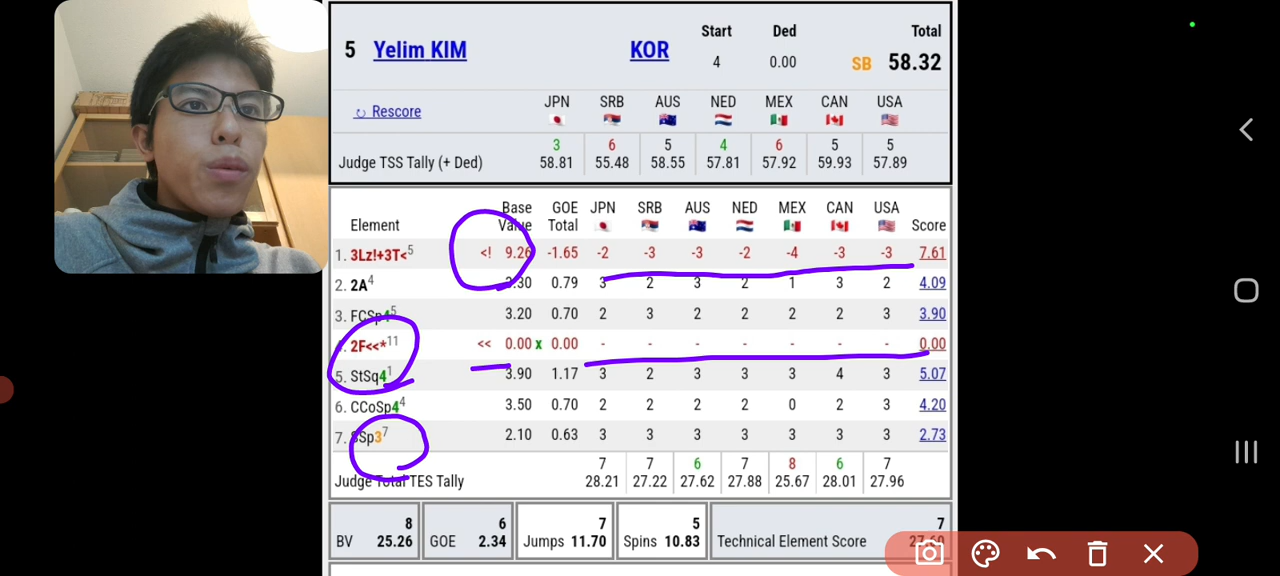 5 Yelim KIM KOR Start Ded Total
4 0.00 SB 58.32
Rescore JPN SRB AUS NED MEX CAN USA
3 6 5 4 6 5 5
Judge TSS Tally (+ Ded) 58.81 55.48 58.55 57.81 57.92 59.93 57.89
Element Base Value GOE Total JPN SRB AUS NED MEX CAN USA Score
1. 3Lz!+3T<5 <! 9.26 -1.65 -2 -3 -3 -2 -4 -3 -3 7.61
2. 2A4 3.30 0.79 3 2 3 2 1 3 2 4.09
3. FCSp45 3.20 0.70 2 3 2 2 2 2 3 3.90
4. 2F<<*11 << 0.00 x 0.00 - - - - - - - 0.00
5. StSq41 3.90 1.17 3 2 3 3 3 4 3 5.07
6. CCoSp44 3.50 0.70 2 2 2 2 0 2 3 4.20
7. SSp37 2.10 0.63 3 3 3 3 3 3 3 2.73
7 7 6 7 8 6 7
Judge Total TES Tally 28.21 27.22 27.62 27.88 25.67 28.01 27.96
8 6 7 5 7
BV 25.26 GOE 2.34 Jumps 11.70 Spins 10.83 Technical Element Score